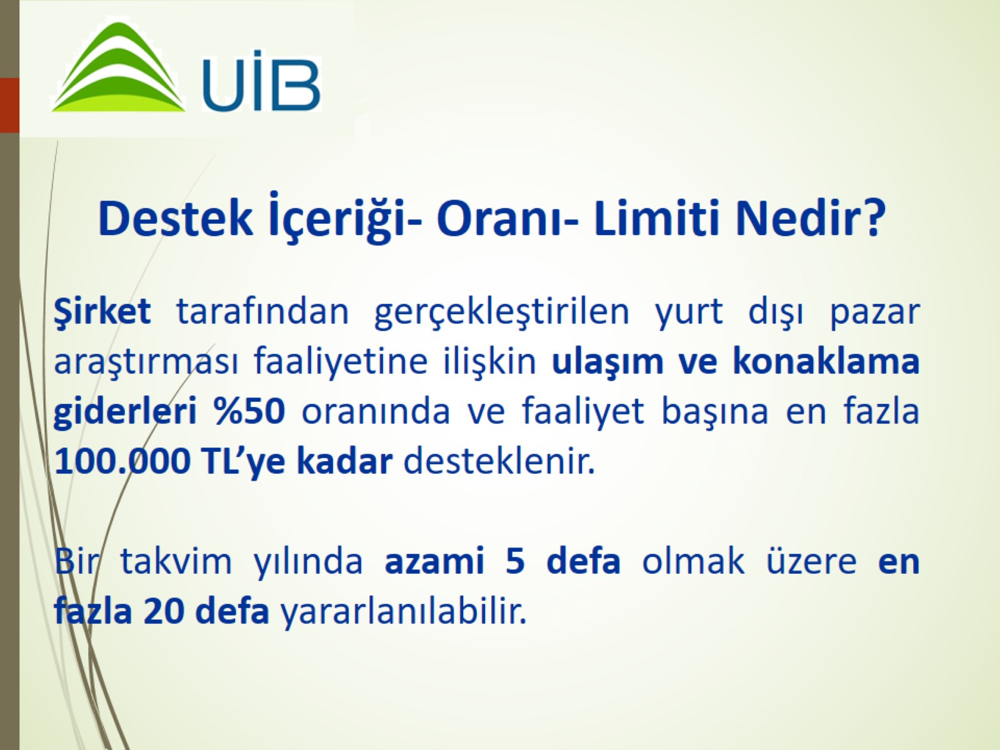 UİB
Destek İçeriği- Oranı- Limiti Nedir?
Şirket tarafından gerçekleştirilen yurt dışı pazar
araştırması faaliyetine ilişkin ulaşım ve konaklama
giderleri %50 oranında ve faaliyet başına en fazla
100.000 TL’ye kadar desteklenir.
Bir takvim yılında azami 5 defa olmak üzere en
fazla 20 defa yararlanılabilir.